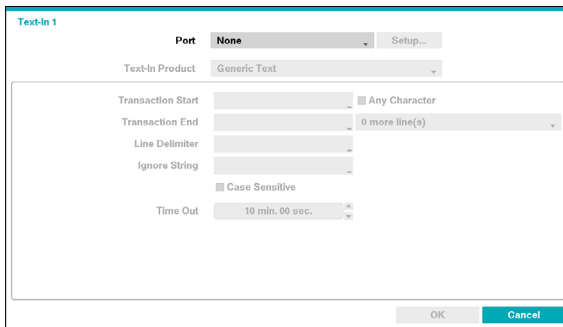 Text-In 1
Port None Setup...
Text-In Product Generic Text
Transaction Start Any Character
Transaction End 0 more line(s)
Line Delimiter
Ignore String
Case Sensitive
Time Out 10 min. 00 sec.
OK Cancel